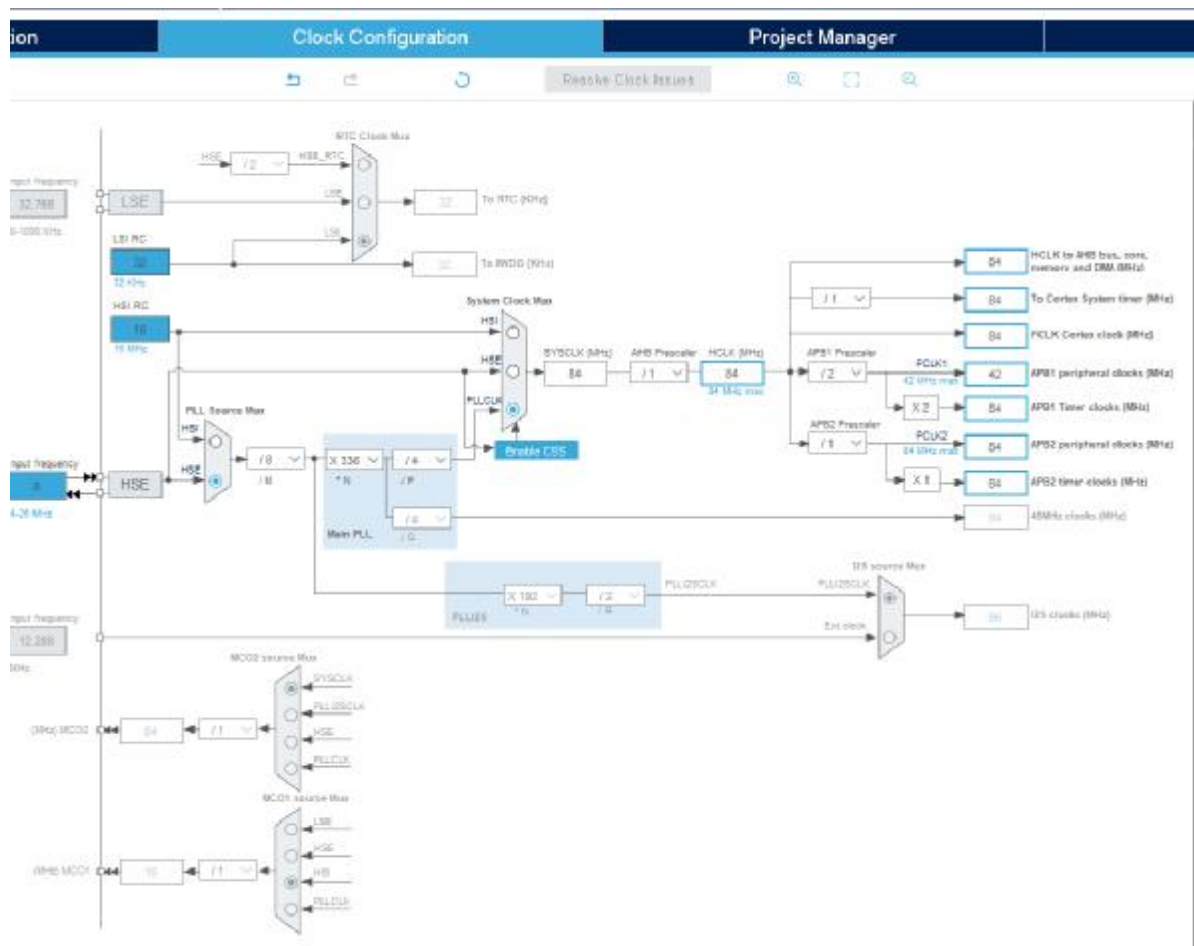 ion
Clock Configuration
Project Manager
Resolve Clock Issues
RTC Clock Mux
HSE
/2
HSE_RTC
Input frequency
32.768
LSE
LSE
32
To RTC (KHz)
LSI RC
LSI
32
32
To IWDG (KHz)
32 KHz
HSI RC
16
16 MHz
System Clock Mux
HSI
HSE
PLLCLK
SYSCLK (MHz)
84
AHB Prescaler
/1
HCLK (MHz)
84
84 MHz max
84
HCLK to AHB bus, core,
memory and DMA (MHz)
/1
84
To Cortex System timer (MHz)
84
FCLK Cortex clock (MHz)
APB1 Prescaler
/2
PCLK1
42 MHz max
42
APB1 peripheral clocks (MHz)
X 2
84
APB1 Timer clocks (MHz)
APB2 Prescaler
/1
PCLK2
84 MHz max
84
APB2 peripheral clocks (MHz)
X 1
84
APB2 timer clocks (MHz)
PLL Source Mux
HSI
HSE
Input frequency
HSE
4-26 MHz
/8
/ M
X 336
* N
/4
/ P
Enable CSS
/4
/ Q
Main PLL
48MHz clocks (MHz)
X 192
* N
/2
/ R
PLLI2S
PLLI2SCLK
I2S source Mux
PLLI2SCLK
Ext.clock
96
I2S clocks (MHz)
Input frequency
12.288
MCO2 source Mux
SYSCLK
PLLI2SCLK
HSE
PLLCLK
(MHz) MCO2
84
/1
MCO1 source Mux
LSE
HSE
HSI
PLLCLK
(MHz) MCO1
16
/1